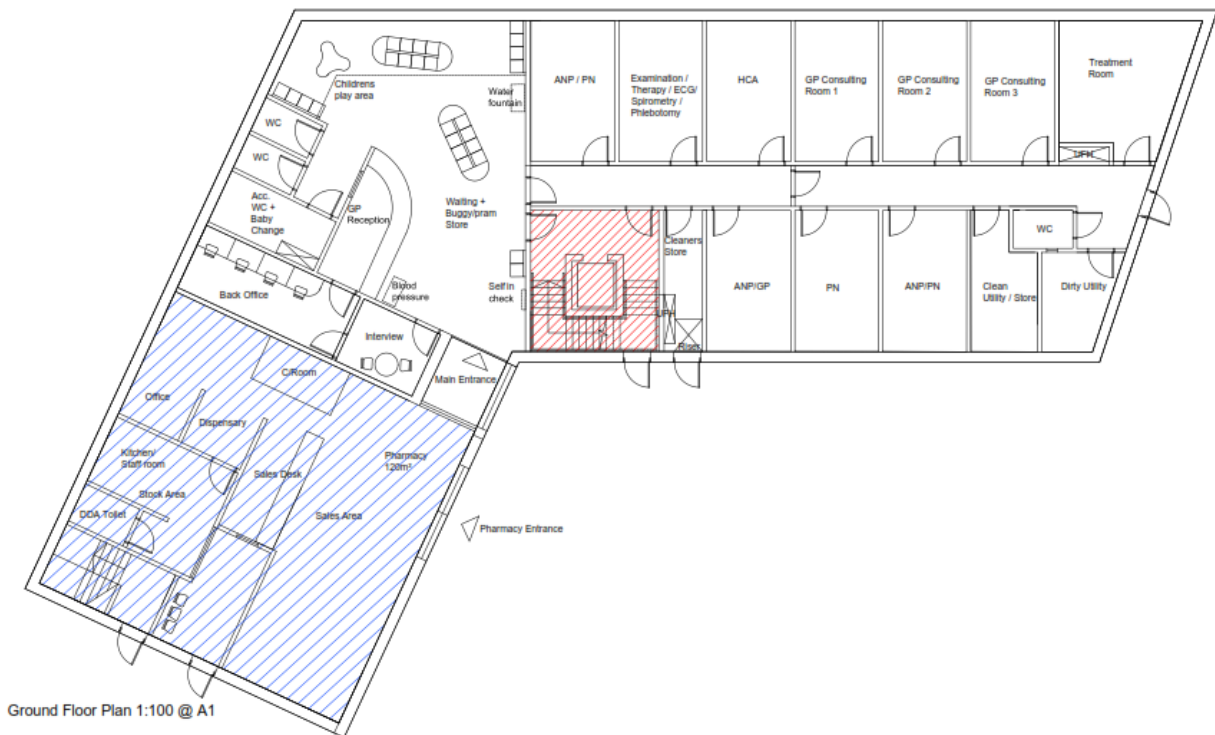 Childrens
play area
Water
fountain
ANP / PN
Examination /
Therapy / ECG/
Spirometry /
Phlebotomy
HCA
GP Consulting
Room 1
GP Consulting
Room 2
GP Consulting
Room 3
Treatment
Room
UFH
WC
WC
Acc.
WC +
Baby
Change
GP
Reception
Waiting +
Buggy/pram
Store
Back Office
Blood
pressure
Self in
check
Interview
Main Entrance
Cleaners
Store
UFH
Riser
ANP/GP
PN
ANP/PN
Clean
Utility / Store
WC
Dirty Utility
C/Room
Office
Dispensary
Kitchen/
Staff room
Stock Area
DDA Toilet
Sales Desk
Pharmacy
120m²
Sales Area
Pharmacy Entrance
Ground Floor Plan 1:100 @ A1